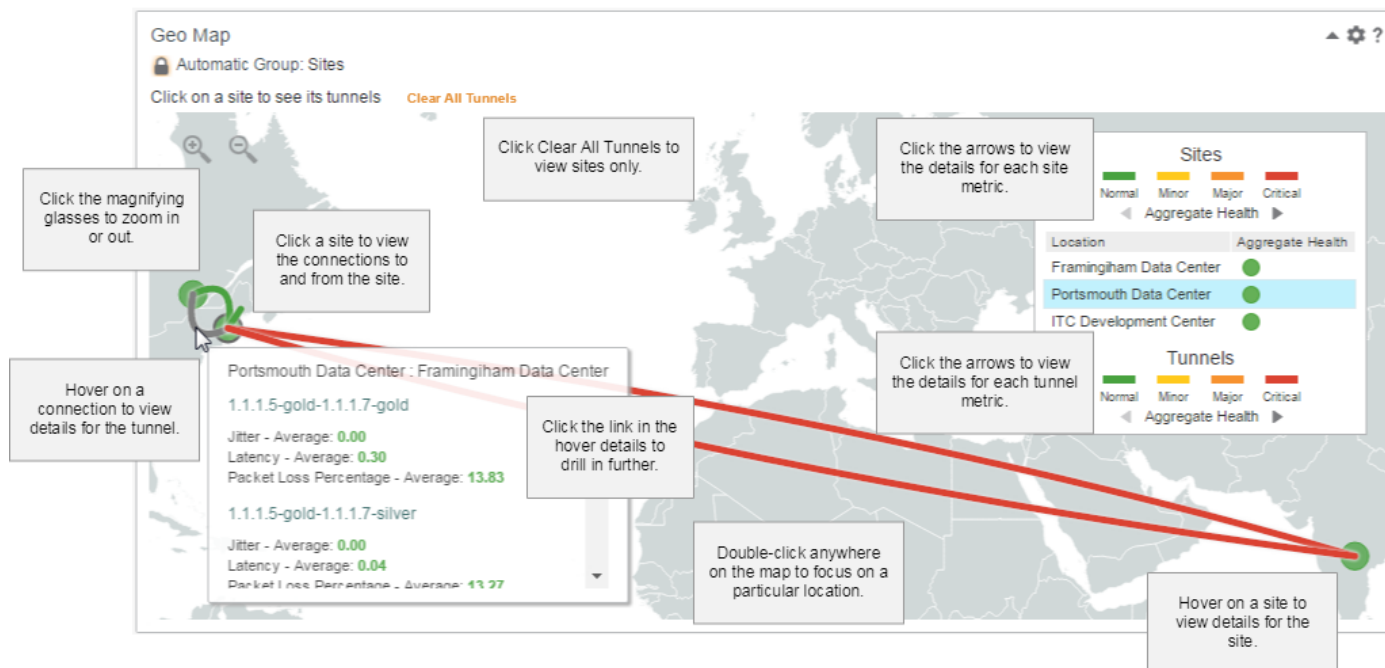 Geo Map
Automatic Group: Sites
Click on a site to see its tunnels Clear All Tunnels
Click the magnifying
glasses to zoom in
or out.
Click a site to view
the connections to
and from the site.
Click Clear All Tunnels to
view sites only.
Click the arrows to view
the details for each site
metric.
Sites
Normal Minor Major Critical
Aggregate Health
Location Aggregate Health
Framingiham Data Center
Portsmouth Data Center
ITC Development Center
Tunnels
Normal Minor Major Critical
Aggregate Health
Click the arrows to view
the details for each tunnel
metric.
Hover on a
connection to view
details for the tunnel.
Portsmouth Data Center : Framingiham Data Center
1.1.1.5-gold-1.1.1.7-gold
Jitter - Average: 0.00
Latency - Average: 0.30
Packet Loss Percentage - Average: 13.83
1.1.1.5-gold-1.1.1.7-silver
Jitter - Average: 0.00
Latency - Average: 0.04
Packet Loss Percentage - Average: 13.27
Click the link in the
hover details to
drill in further.
Double-click anywhere
on the map to focus on a
particular location.
Hover on a site to
view details for the
site.